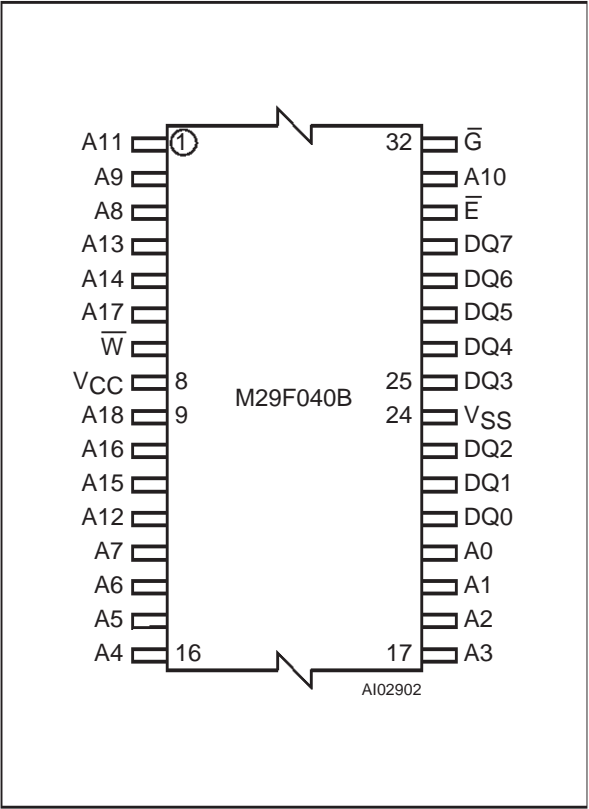 A11 1 32 G̅
A9 A10
A8 E̅
A13 DQ7
A14 DQ6
A17 DQ5
W̅ DQ4
VCC 8 25 DQ3
M29F040B
A18 9 24 VSS
A16 DQ2
A15 DQ1
A12 DQ0
A7 A0
A6 A1
A5 A2
A4 16 17 A3
AI02902